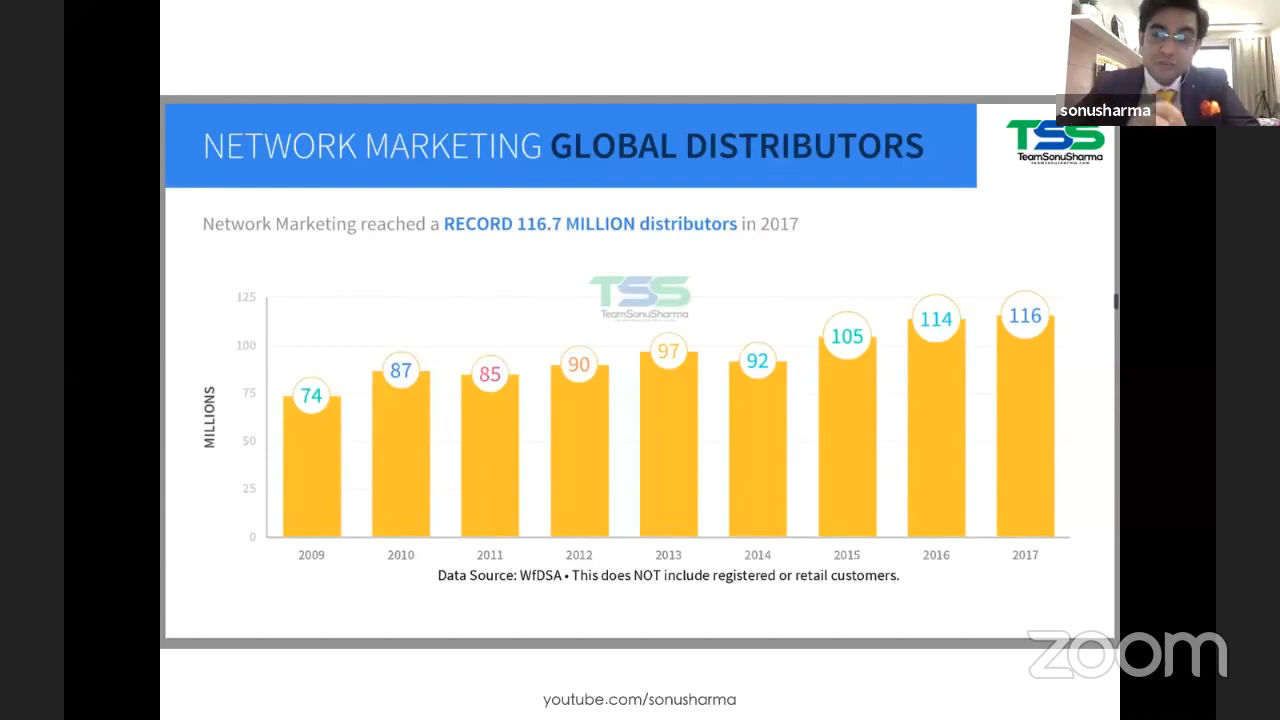 sonusharma
NETWORK MARKETING GLOBAL DISTRIBUTORS
TSS
TeamSonuSharma
teamsonusharma.com
Network Marketing reached a RECORD 116.7 MILLION distributors in 2017
TSS
TeamSonuSharma
125
100
75
50
25
0
MILLIONS
74
87
85
90
97
92
105
114
116
2009 2010 2011 2012 2013 2014 2015 2016 2017
Data Source: WfDSA • This does NOT include registered or retail customers.
zoom
youtube.com/sonusharma